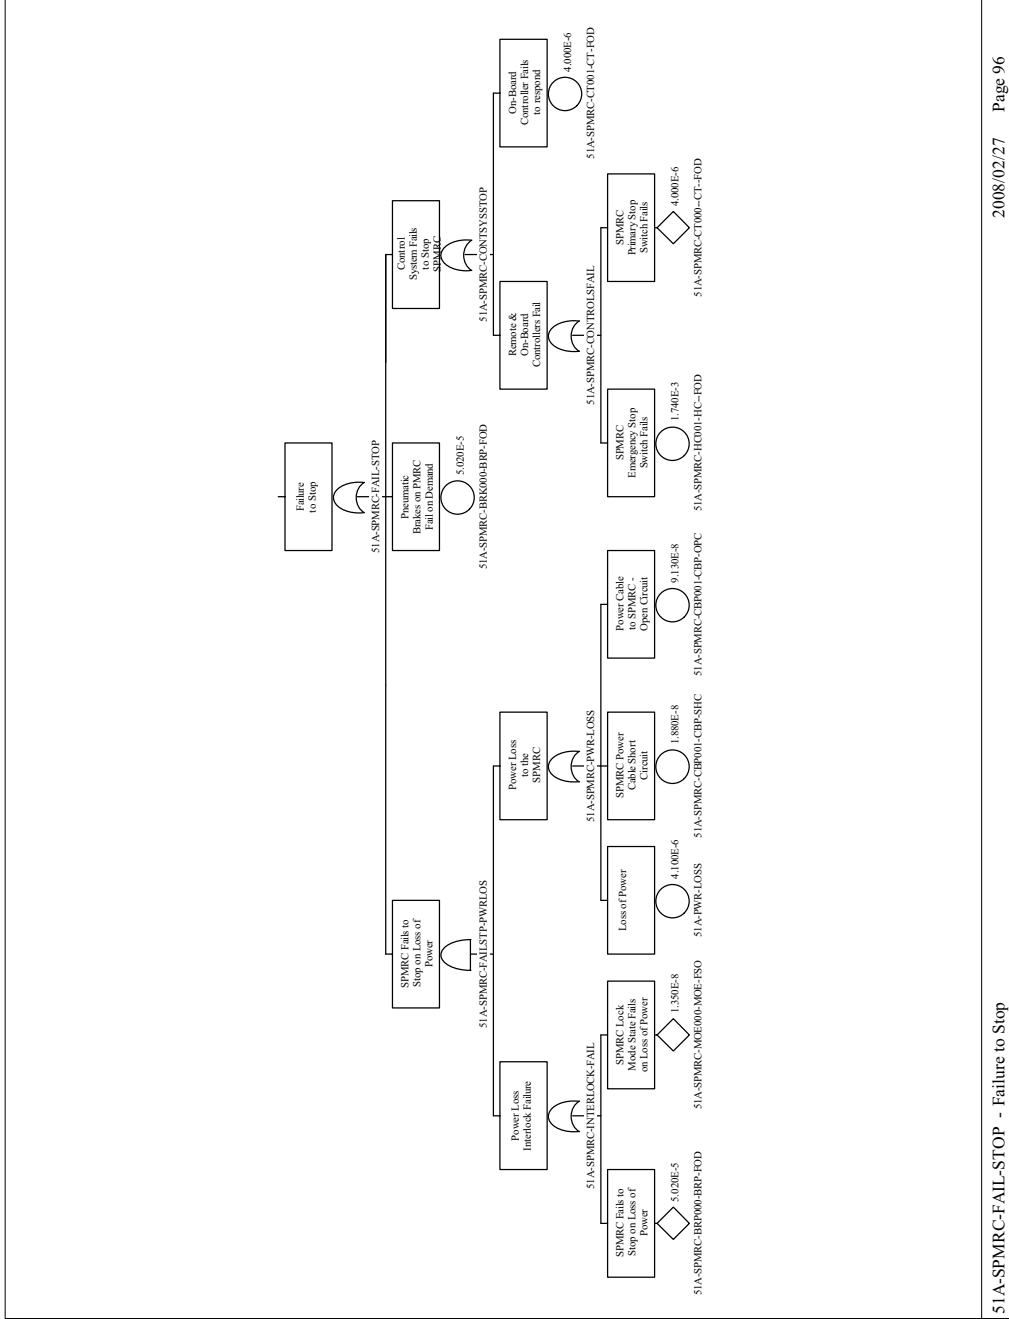 Failure
to Stop
51A-SPMRC-FAIL-STOP
SPMRC Fails to
Stop on Loss of
Power
51A-SPMRC-FAILSTP-PWRLOS
Pneumatic
Brakes on PMRC
Fail on Demand
5.020E-5
51A-SPMRC-BRK000-BRP-FOD
Control
System Fails
to Stop
SPMRC
51A-SPMRC-CONTSYSSTOP
Power Loss
Interlock Failure
51A-SPMRC-INTERLOCK-FAIL
Power Loss
to the
SPMRC
51A-SPMRC-PWR-LOSS
Remote &
On-Board
Controllers Fail
51A-SPMRC-CONTROLSFAIL
On-Board
Controller Fails
to respond
4.000E-6
51A-SPMRC-CT001-CT-FOD
SPMRC Fails to
Stop on Loss of
Power
5.020E-5
51A-SPMRC-BRP000-BRP-FOD
SPMRC Lock
Mode State Fails
on Loss of Power
1.350E-8
51A-SPMRC-MOE000-MOE-FSO
Loss of Power
4.100E-6
51A-PWR-LOSS
SPMRC Power
Cable Short
Circuit
1.880E-8
51A-SPMRC-CBP001-CBP-SHC
Power Cable
to SPMRC -
Open Circuit
9.130E-8
51A-SPMRC-CBP001-CBP-OPC
SPMRC
Emergency Stop
Switch Fails
1.740E-3
51A-SPMRC-HC001-HC--FOD
SPMRC
Primary Stop
Switch Fails
4.000E-6
51A-SPMRC-CT000--CT--FOD
51A-SPMRC-FAIL-STOP - Failure to Stop
2008/02/27 Page 96